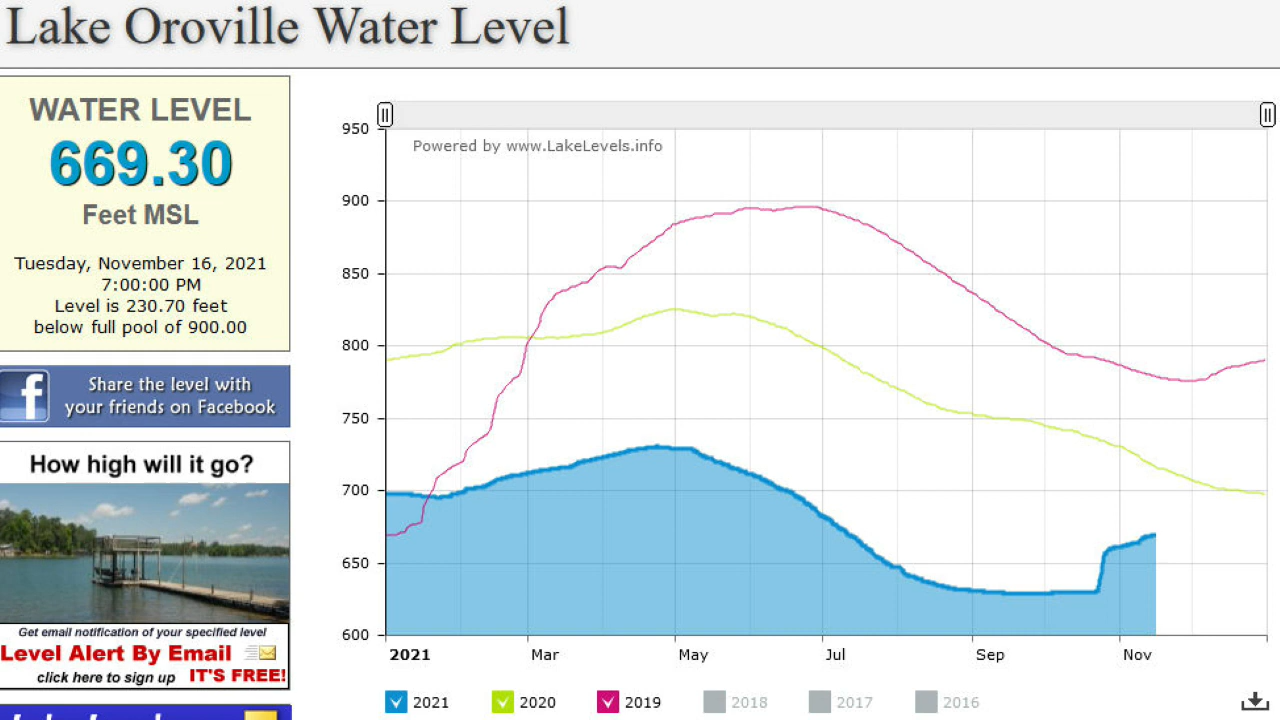 Lake Oroville Water Level
WATER LEVEL
669.30
Feet MSL
Tuesday, November 16, 2021
7:00:00 PM
Level is 230.70 feet
below full pool of 900.00
Share the level with
your friends on Facebook
How high will it go?
Get email notification of your specified level
Level Alert By Email
click here to sign up IT'S FREE!
Powered by www.LakeLevels.info
950
900
850
800
750
700
650
600
2021 Mar May Jul Sep Nov
2021 2020 2019 2018 2017 2016